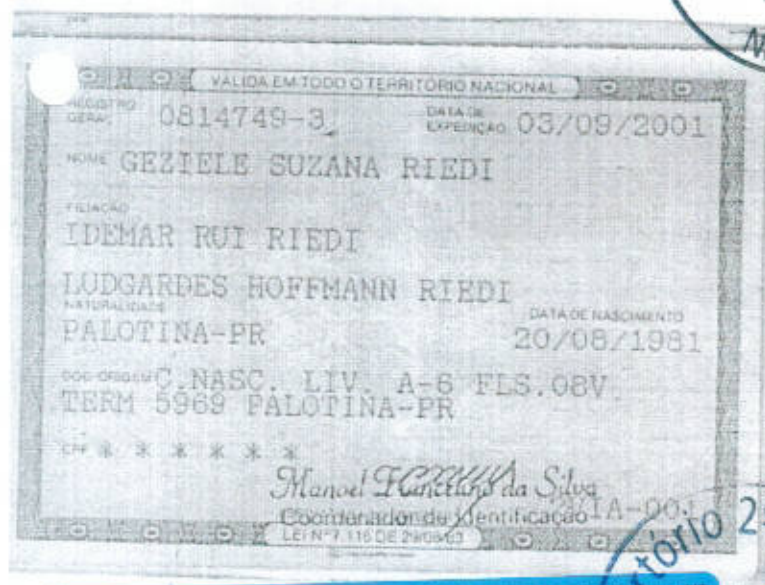 VÁLIDA EM TODO O TERRITÓRIO NACIONAL
REGISTRO GERAL 0814749-3 DATA DE EXPEDIÇÃO 03/09/2001
NOME GEZIELE SUZANA RIEDI
FILIAÇÃO
IDEMAR RUI RIEDI
LUDGARDES HOFFMANN RIEDI
NATURALIDADE DATA DE NASCIMENTO
PALOTINA-PR 20/08/1981
DOC ORIGEM C.NASC. LIV. A-6 FLS.08V
TERM 5969 PALOTINA-PR
CPF * * * * * *
Manoel da Silva
Coordenador de Identificação
LEI Nº 7.116 DE 29/08/83